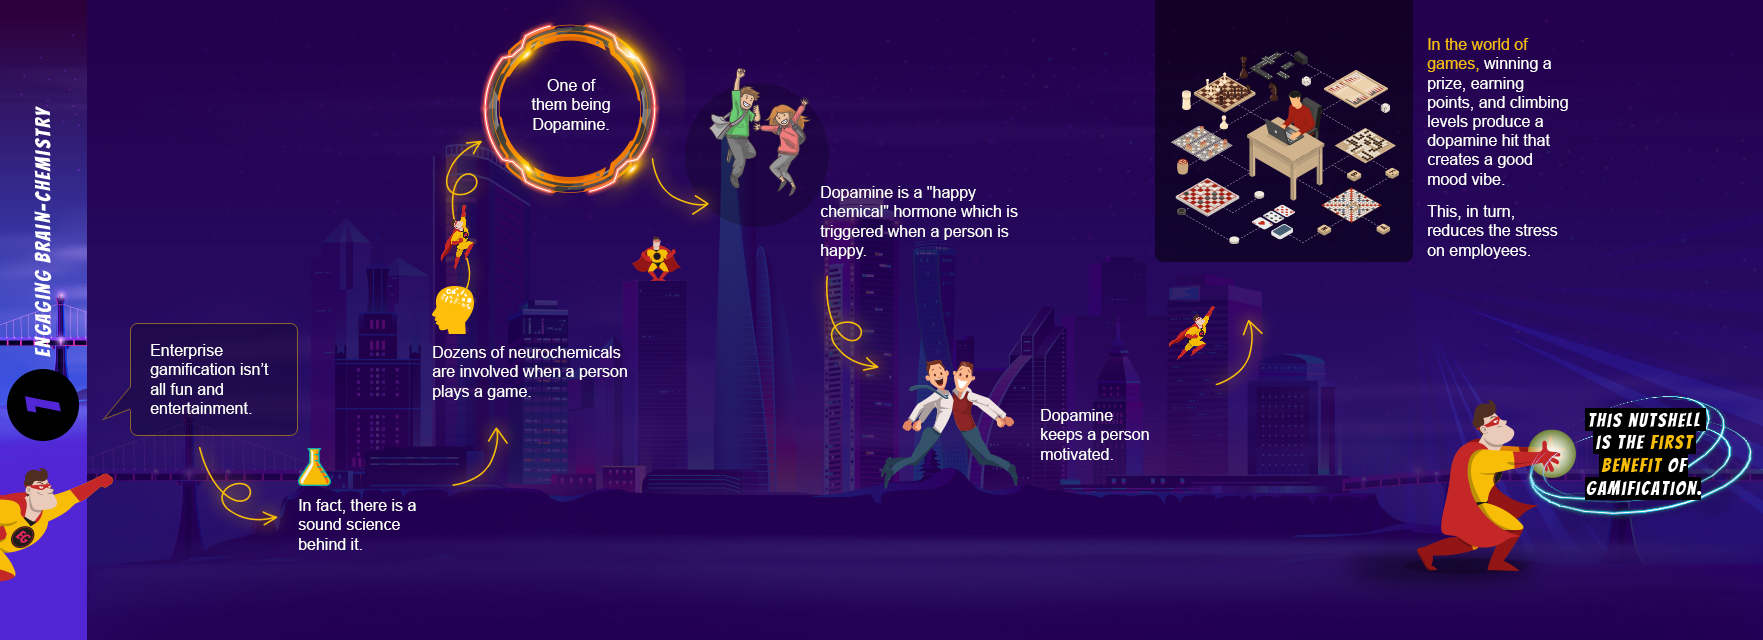 ENGAGING BRAIN-CHEMISTRY
1
EG
Enterprise
gamification isn't
all fun and
entertainment.
In fact, there is a
sound science
behind it.
Dozens of neurochemicals
are involved when a person
plays a game.
One of
them being
Dopamine.
Dopamine is a "happy
chemical" hormone which is
triggered when a person is
happy.
Dopamine
keeps a person
motivated.
In the world of
games, winning a
prize, earning
points, and climbing
levels produce a
dopamine hit that
creates a good
mood vibe.
This, in turn,
reduces the stress
on employees.
THIS NUTSHELL
IS THE FIRST
BENEFIT OF
GAMIFICATION.